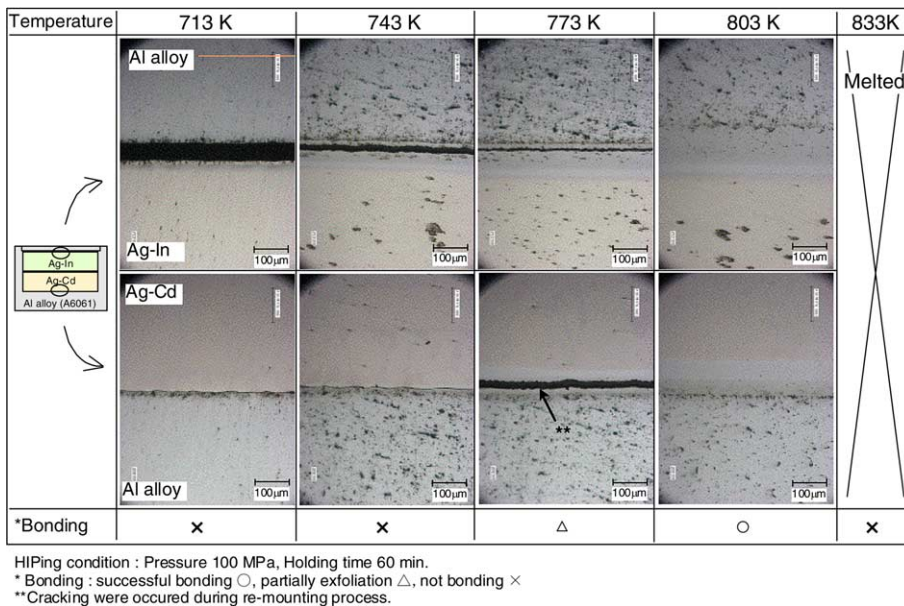 Temperature 713 K 743 K 773 K 803 K 833K
Al alloy
Melted
Ag-In
100μm 100μm 100μm 100μm
Ag-In
Ag-Cd
Al alloy (A6061)
Ag-Cd
**
Al alloy
100μm 100μm 100μm 100μm
*Bonding × × △ ○ ×
HIPing condition : Pressure 100 MPa, Holding time 60 min.
* Bonding : successful bonding ○, partially exfoliation △, not bonding ×
**Cracking were occured during re-mounting process.